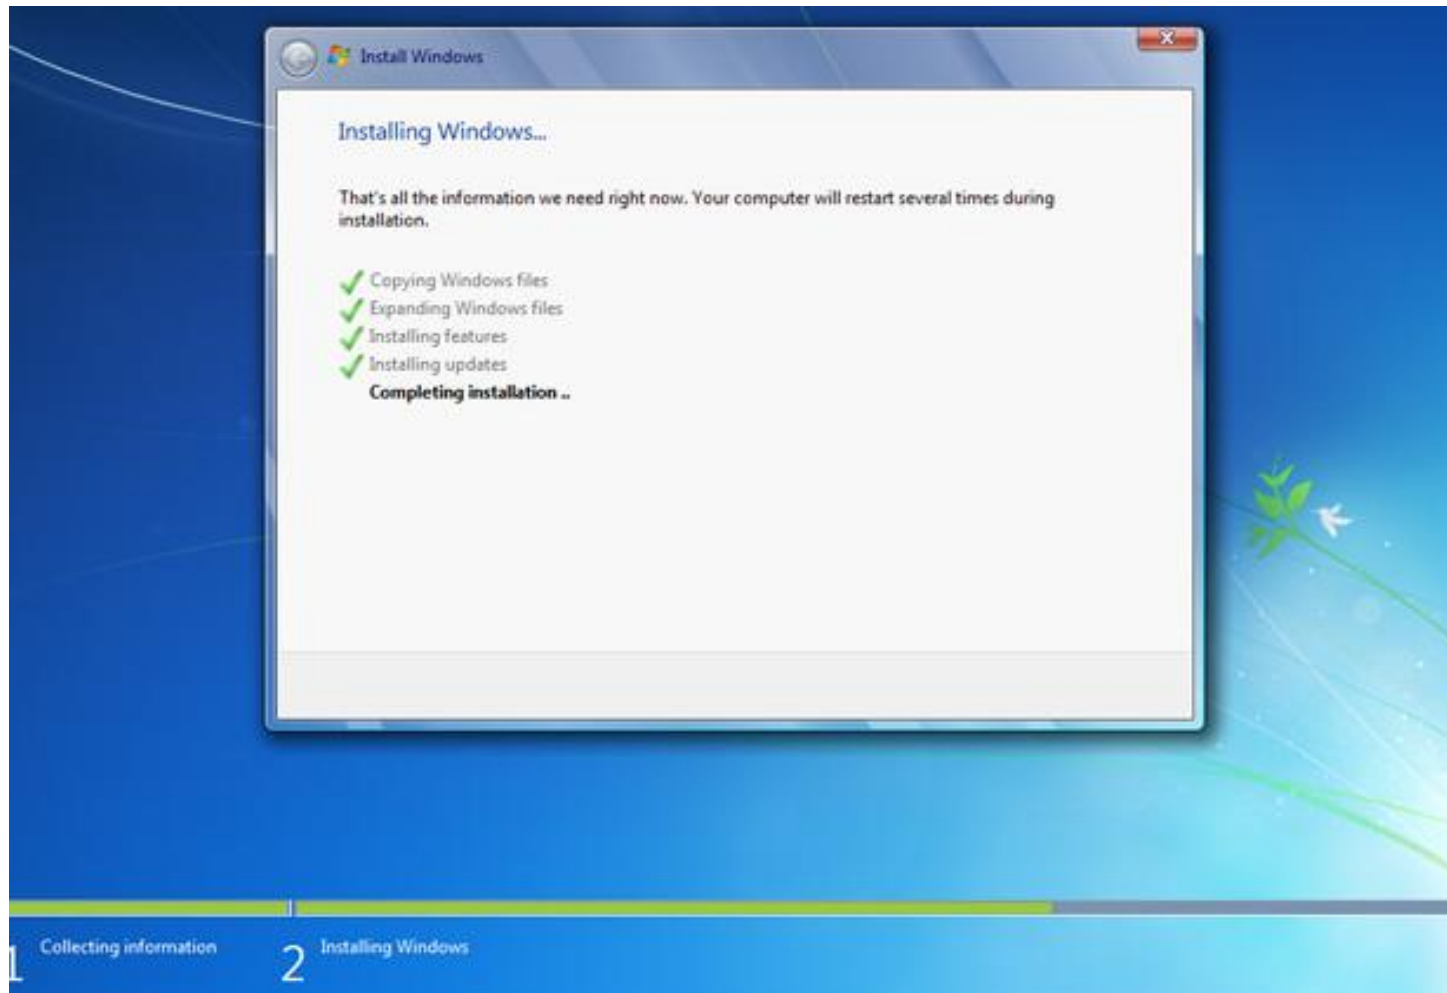 Install Windows
Installing Windows...
That's all the information we need right now. Your computer will restart several times during
installation.
Copying Windows files
Expanding Windows files
Installing features
Installing updates
Completing installation ..
1 Collecting information
2 Installing Windows